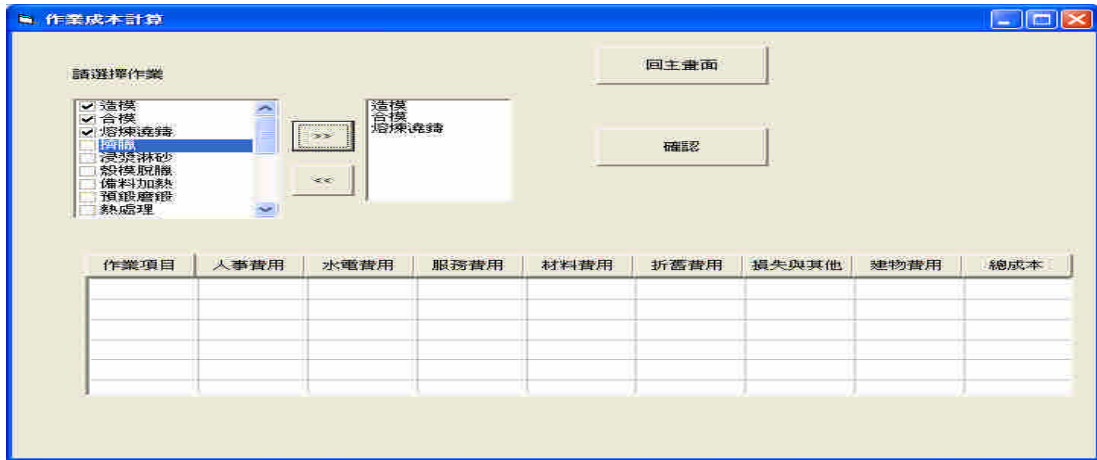 作業成本計算
回主畫面
請選擇作業
造模
合模
熔煉澆鑄
浸漿淋砂
殼模脫臘
備料加熱
預鍛磨鍛
熱處理
>>
<<
造模
合模
熔煉澆鑄
確認
作業項目 人事費用 水電費用 服務費用 材料費用 折舊費用 損失與其他 建物費用 總成本